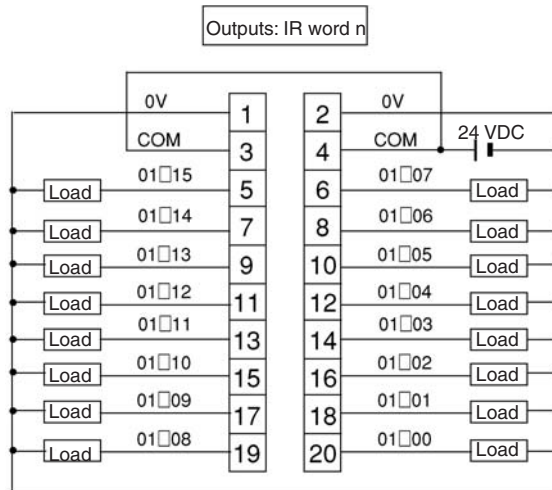 Outputs: IR word n
0V 1 2 0V
COM 3 4 COM 24 VDC
Load 01□15 5 6 01□07 Load
Load 01□14 7 8 01□06 Load
Load 01□13 9 10 01□05 Load
Load 01□12 11 12 01□04 Load
Load 01□11 13 14 01□03 Load
Load 01□10 15 16 01□02 Load
Load 01□09 17 18 01□01 Load
Load 01□08 19 20 01□00 Load